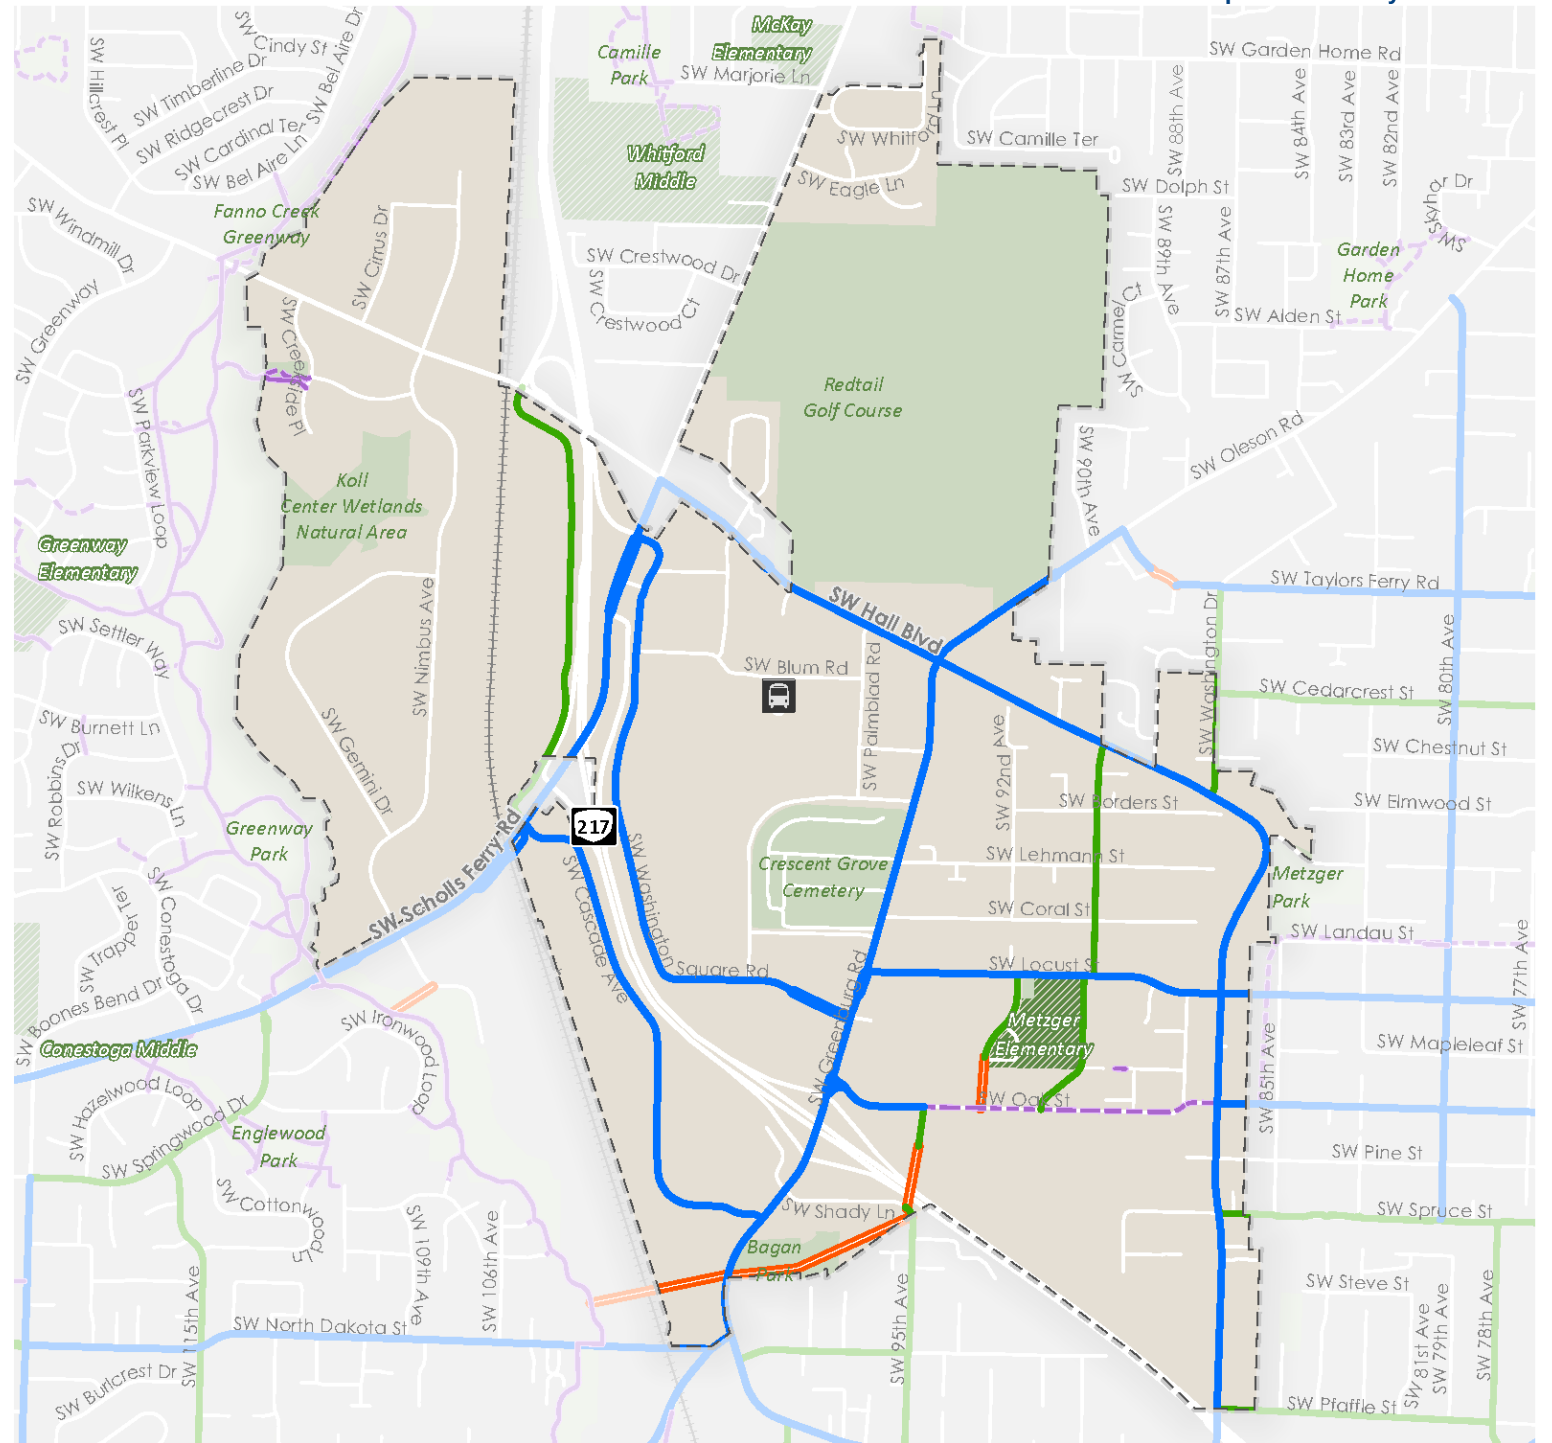 McKay
Elementary
SW Garden Home Rd
SW Cindy St
SW Bel Aire Dr
Camille
Park
SW Marjorie Ln
SW Hillcrest Pl
SW Timberline Dr
SW Ridgecrest Dr
SW Cardinal Ter
SW Bel Aire Ln
SW Whitford Ln
SW Camille Ter
SW 88th Ave
SW 84th Ave
SW 83rd Ave
SW 82nd Ave
Whitford
Middle
SW Eagle Ln
SW Dolph St
SW Skyhar Dr
SW Windmill Dr
Fanno Creek
Greenway
SW Cirrus Dr
SW Crestwood Dr
SW Crestwood Ct
SW 89th Ave
SW 87th Ave
Garden
Home
Park
SW Greenway
SW Creekside Pl
SW Carmel Ct
SW Alden St
SW Parkview Loop
Redtail
Golf Course
SW 90th Ave
SW Oleson Rd
Koll
Center Wetlands
Natural Area
Greenway
Elementary
SW Nimbus Ave
SW Hall Blvd
SW Taylors Ferry Rd
SW Settler Way
SW Blum Rd
SW Palmblad Rd
SW Washington Dr
SW 80th Ave
SW Cedarcrest St
SW Burnett Ln
SW Robbins Dr
SW Gemini Dr
SW 92nd Ave
SW Chestnut St
SW Wilkens Ln
SW Borders St
SW Elmwood St
217
Greenway
Park
SW Scholls Ferry Rd
SW Cascade Ave
SW Washington
Square Rd
Crescent Grove
Cemetery
SW Lehmann St
Metzger
Park
SW Trapper Ter
SW Conestoga Dr
SW Coral St
SW Landau St
SW 77th Ave
SW Locust St
SW Boones Bend Dr
SW Greenburg Rd
Metzger
Elementary
SW Ironwood Loop
Conestoga Middle
SW 85th Ave
SW Mapleleaf St
SW Hazelwood Loop
SW Oak St
SW Springwood Dr
Englewood
Park
SW Pine St
SW Cottonwood Ln
SW Shady Ln
SW Spruce St
SW 109th Ave
SW 106th Ave
Bagan
Park
SW Steve St
SW 115th Ave
SW North Dakota St
SW 95th Ave
SW 81st Ave
SW 79th Ave
SW 78th Ave
SW Burlcrest Dr
SW Pfaffle St